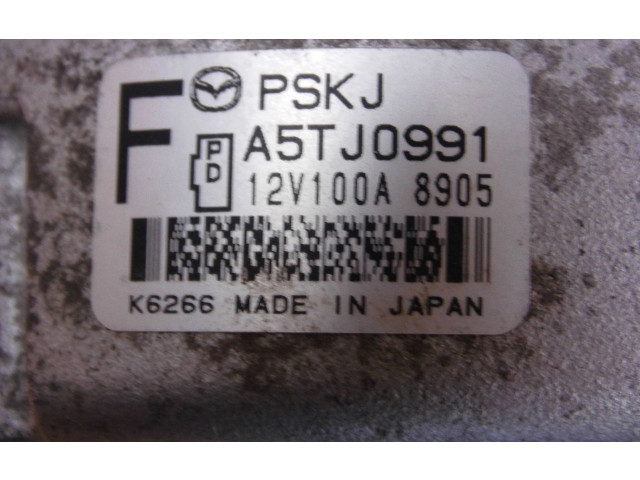 F PSKJ
P D A5TJ0991
12V100A 8905
K6266 MADE IN JAPAN